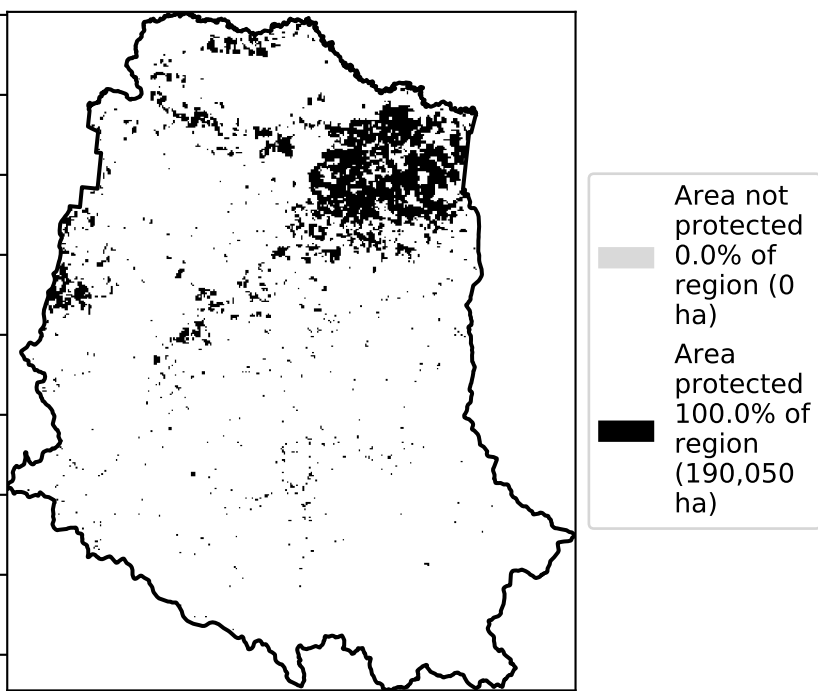 Area not
protected
0.0% of
region (0
ha)
Area
protected
100.0% of
region
(190,050
ha)